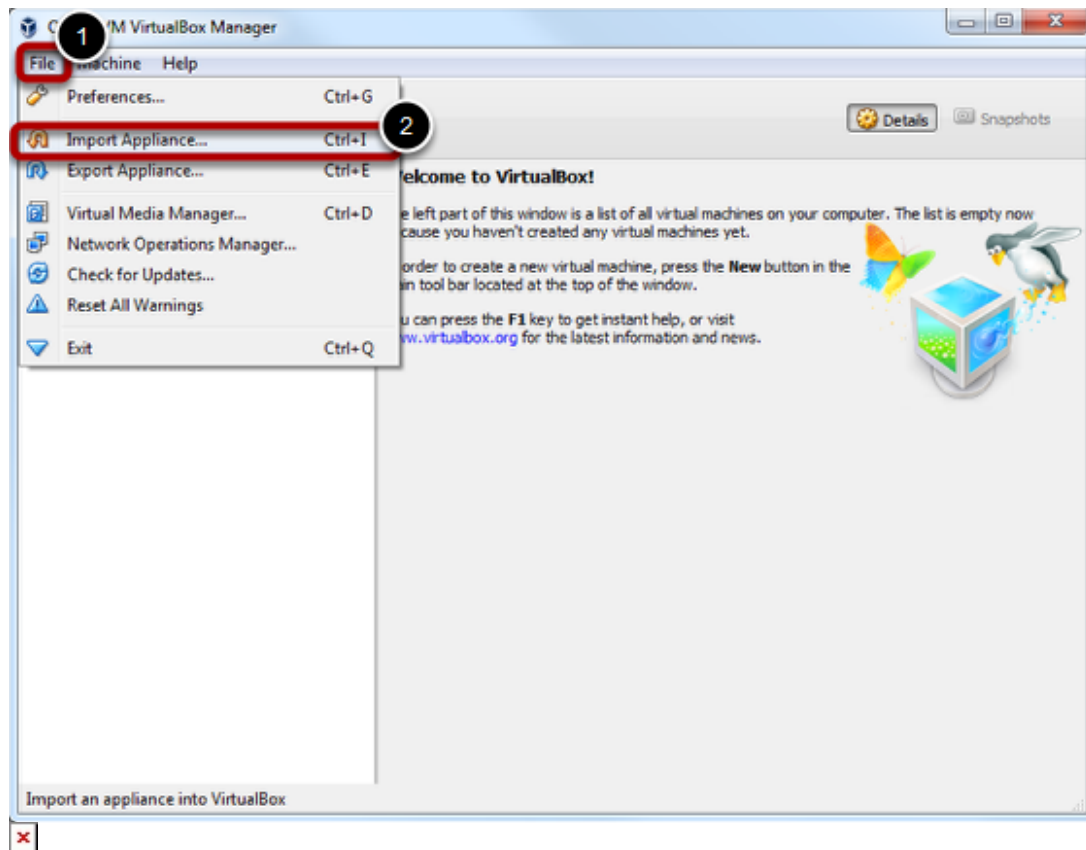 VM VirtualBox Manager
1
File Machine Help
Preferences... Ctrl+G
2
Details Snapshots
Import Appliance... Ctrl+I
Export Appliance... Ctrl+E
elcome to VirtualBox!
Virtual Media Manager... Ctrl+D
e left part of this window is a list of all virtual machines on your computer. The list is empty now
cause you haven't created any virtual machines yet.
Network Operations Manager...
order to create a new virtual machine, press the New button in the
Check for Updates...
in tool bar located at the top of the window.
Reset All Warnings
u can press the F1 key to get instant help, or visit
ww.virtualbox.org for the latest information and news.
Exit Ctrl+Q
Import an appliance into VirtualBox